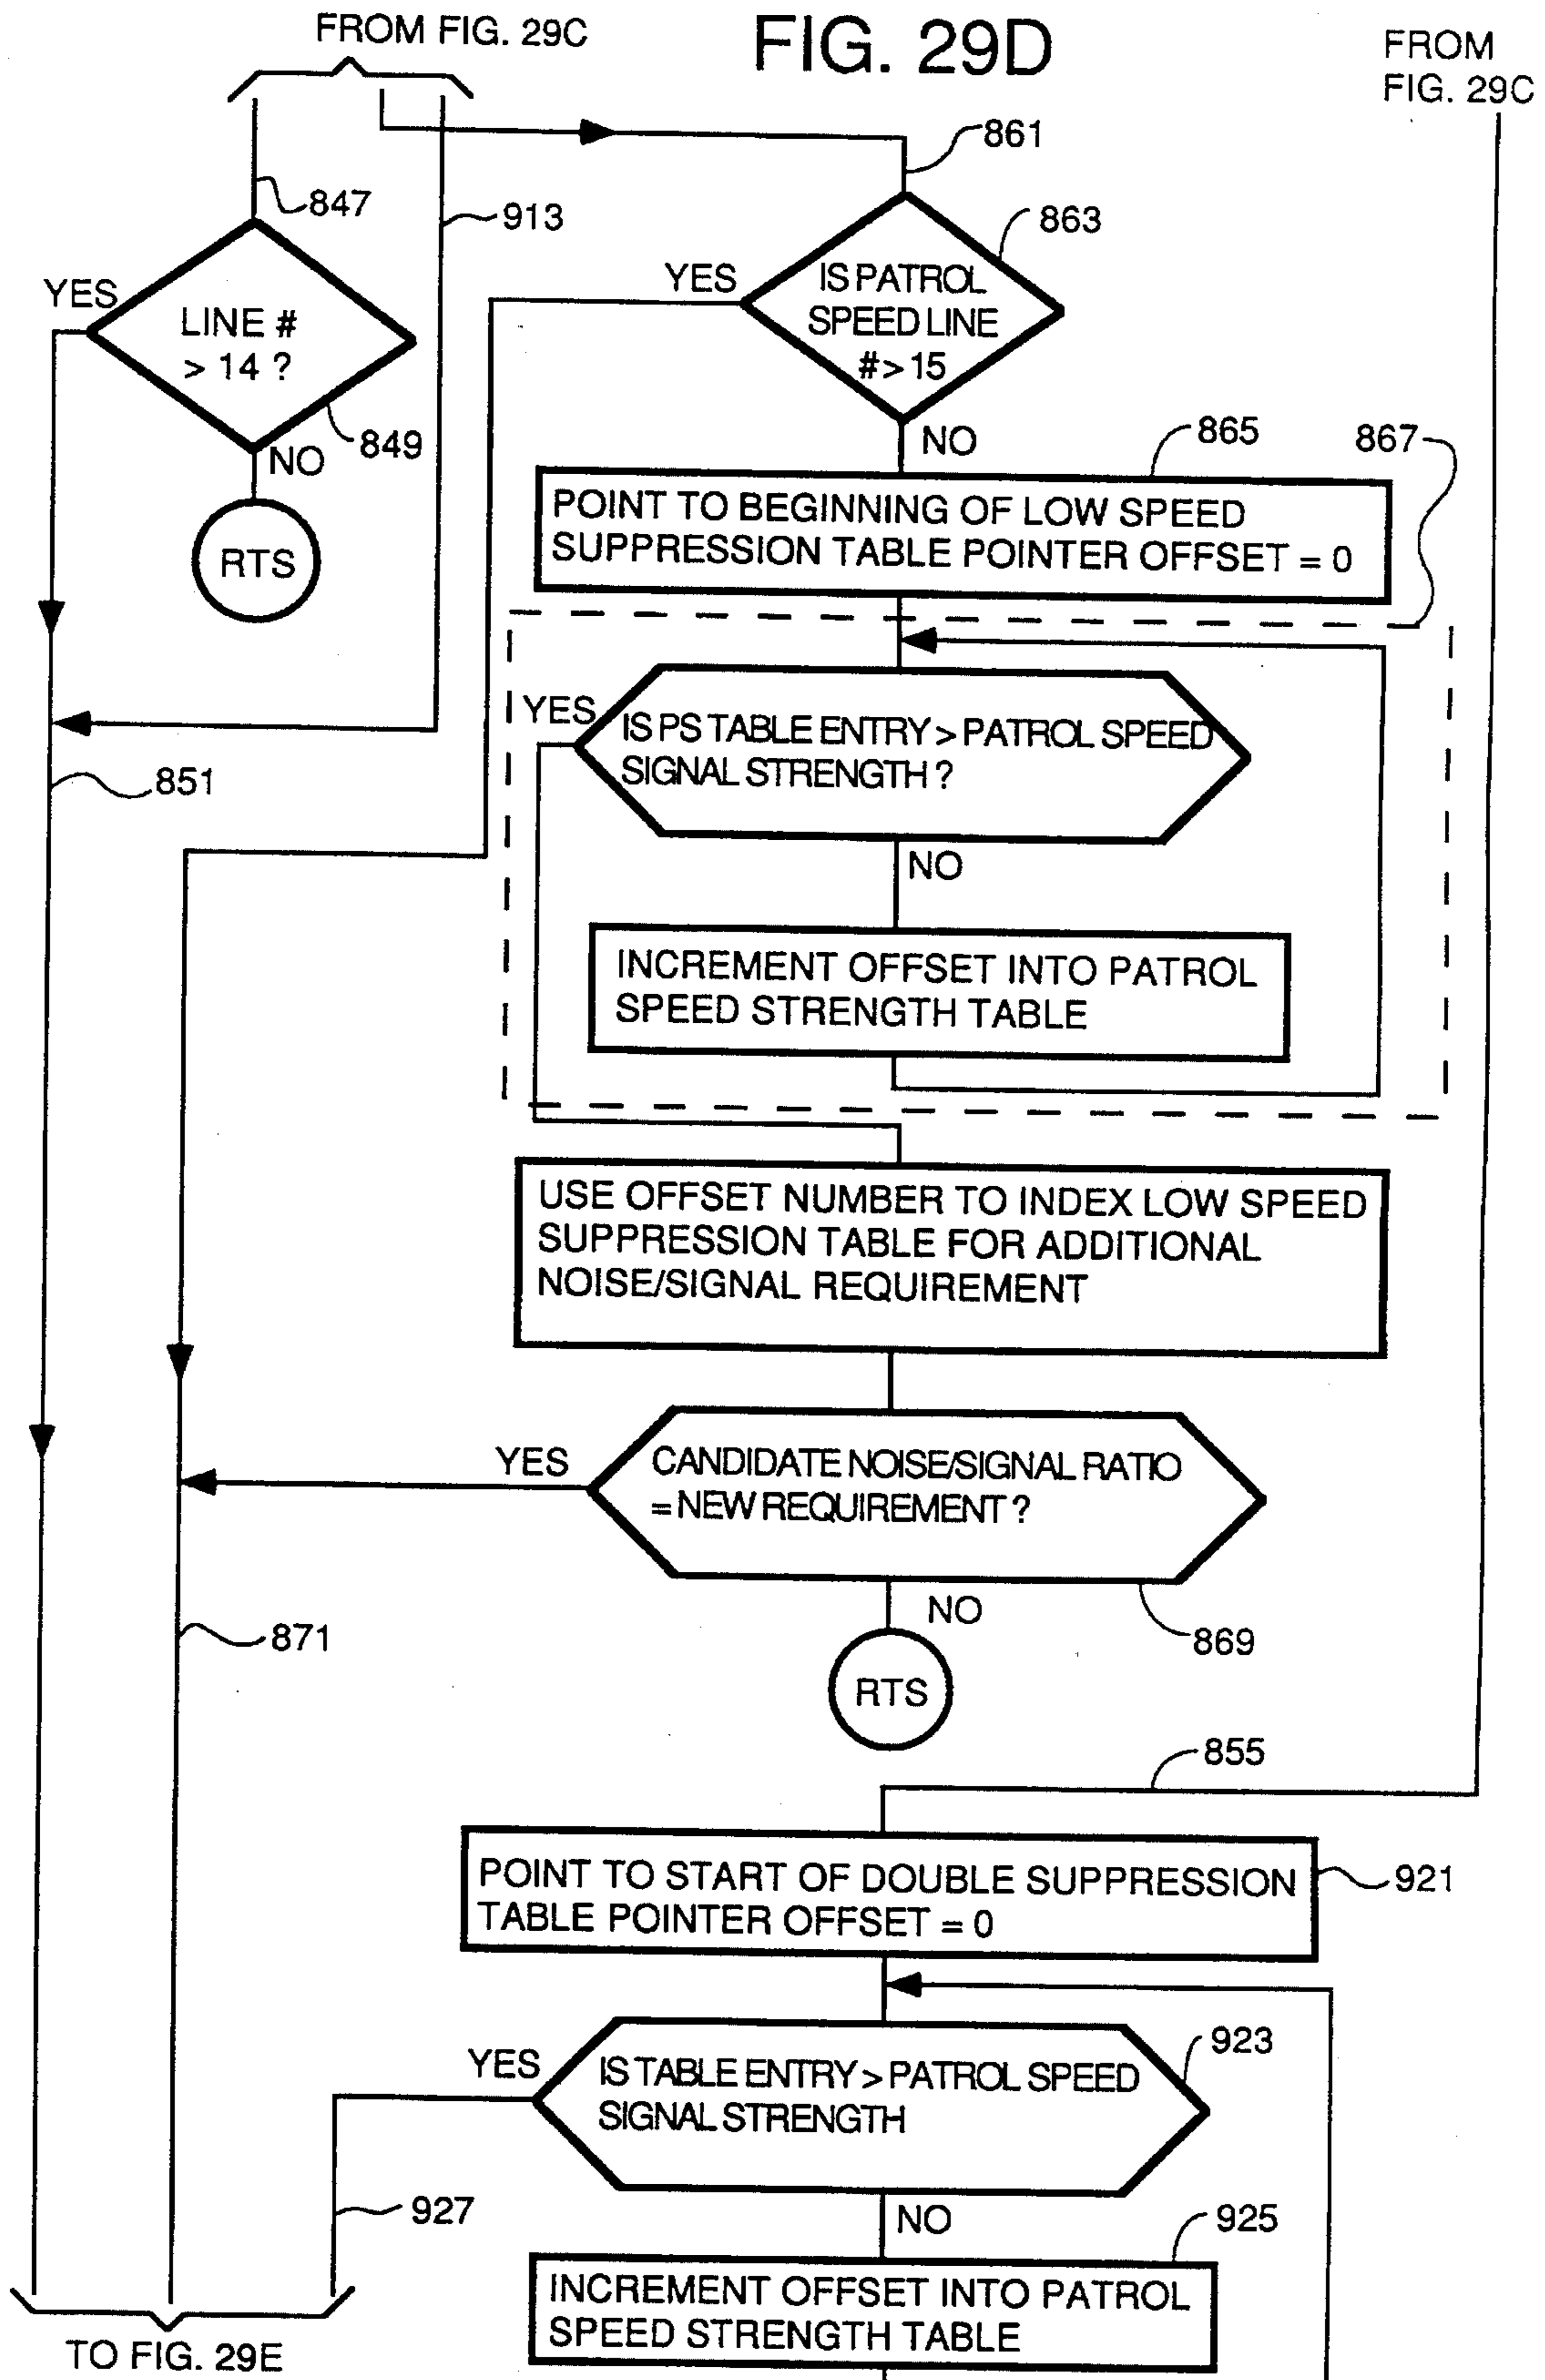 FROM FIG. 29C
FIG. 29D
FROM
FIG. 29C
861
847
913
863
YES
LINE #
> 14 ?
849
NO
RTS
YES
IS PATROL
SPEED LINE
#> 15
NO
865
867
POINT TO BEGINNING OF LOW SPEED
SUPPRESSION TABLE POINTER OFFSET = 0
YES
IS PS TABLE ENTRY > PATROL SPEED
SIGNAL STRENGTH ?
851
NO
INCREMENT OFFSET INTO PATROL
SPEED STRENGTH TABLE
USE OFFSET NUMBER TO INDEX LOW SPEED
SUPPRESSION TABLE FOR ADDITIONAL
NOISE/SIGNAL REQUIREMENT
YES
CANDIDATE NOISE/SIGNAL RATIO
= NEW REQUIREMENT ?
NO
869
871
RTS
855
POINT TO START OF DOUBLE SUPPRESSION
TABLE POINTER OFFSET = 0
921
YES
IS TABLE ENTRY > PATROL SPEED
SIGNAL STRENGTH
923
927
NO
925
INCREMENT OFFSET INTO PATROL
SPEED STRENGTH TABLE
TO FIG. 29E